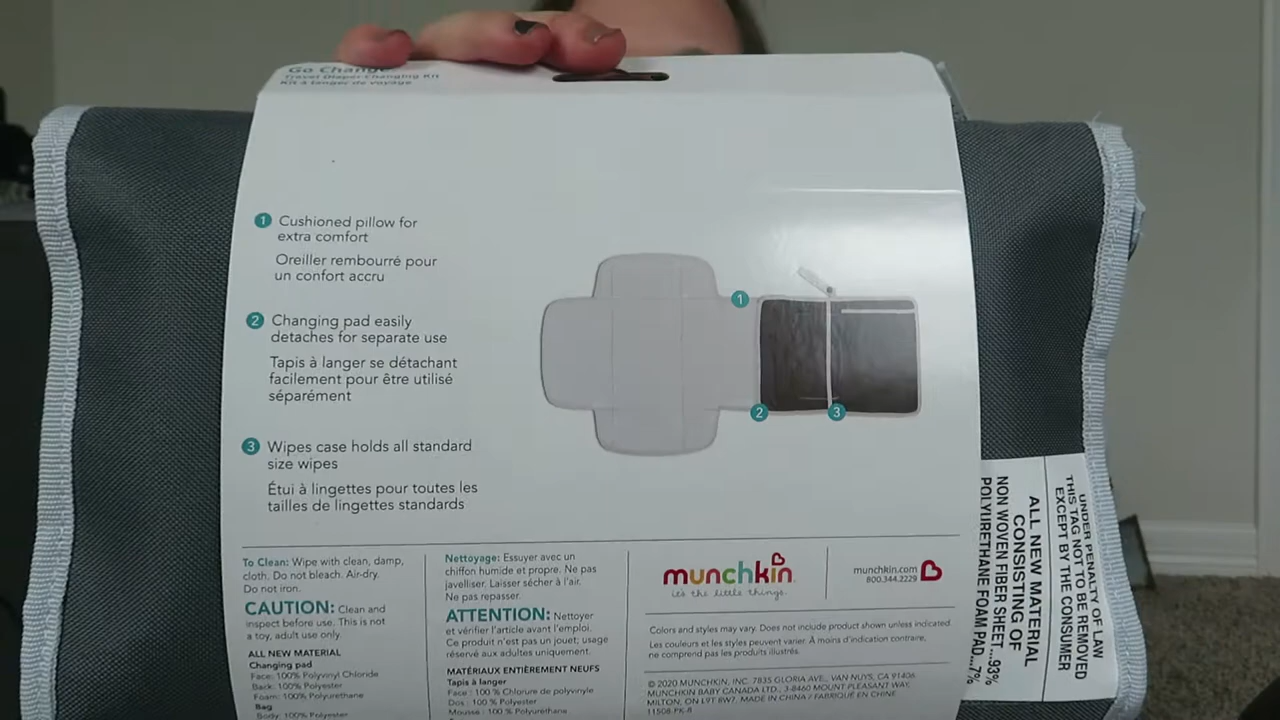 Go Change
Travel Diaper Changing Kit
Kit à langer de voyage
1 Cushioned pillow for
extra comfort
Oreiller rembourré pour
un confort accru
2 Changing pad easily
detaches for separate use
Tapis à langer se détachant
facilement pour être utilisé
séparément
3 Wipes case holds all standard
size wipes
Étui à lingettes pour toutes les
tailles de lingettes standards
1
2
3
To Clean: Wipe with clean, damp,
cloth. Do not bleach. Air-dry.
Do not iron.
CAUTION: Clean and
inspect before use. This is not
a toy, adult use only.
ALL NEW MATERIAL
Changing pad
Face: 100% Polyvinyl Chloride
Back: 100% Polyester
Foam: 100% Polyurethane
Bag
Body: 100% Polyester
Nettoyage: Essuyer avec un
chiffon humide et propre. Ne pas
javelliser. Laisser sécher à l'air.
Ne pas repasser.
ATTENTION: Nettoyer
et vérifier l'article avant l'emploi.
Ce produit n'est pas un jouet; usage
réservé aux adultes uniquement.
MATÉRIAUX ENTIÈREMENT NEUFS
Tapis à langer
Face : 100 % Chlorure de polyvinyle
Dos : 100 % Polyester
Mousse : 100 % Polyuréthane
munchkin
it's the little things.
munchkin.com
800.344.2229
Colors and styles may vary. Does not include product shown unless indicated.
Les couleurs et les styles peuvent varier. À moins d'indication contraire,
ne comprend pas les produits illustrés.
© 2020 MUNCHKIN, INC. 7835 GLORIA AVE., VAN NUYS, CA 91406
MUNCHKIN BABY CANADA LTD., 3-8460 MOUNT PLEASANT WAY,
MILTON, ON L9T 8W7. MADE IN CHINA / FABRIQUÉ EN CHINE
11508 PK-8
UNDER PENALTY OF LAW
THIS TAG NOT TO BE REMOVED
EXCEPT BY THE CONSUMER
ALL NEW MATERIAL
CONSISTING OF
NON WOVEN FIBER SHEET...93%
POLYURETHANE FOAM PAD...7%